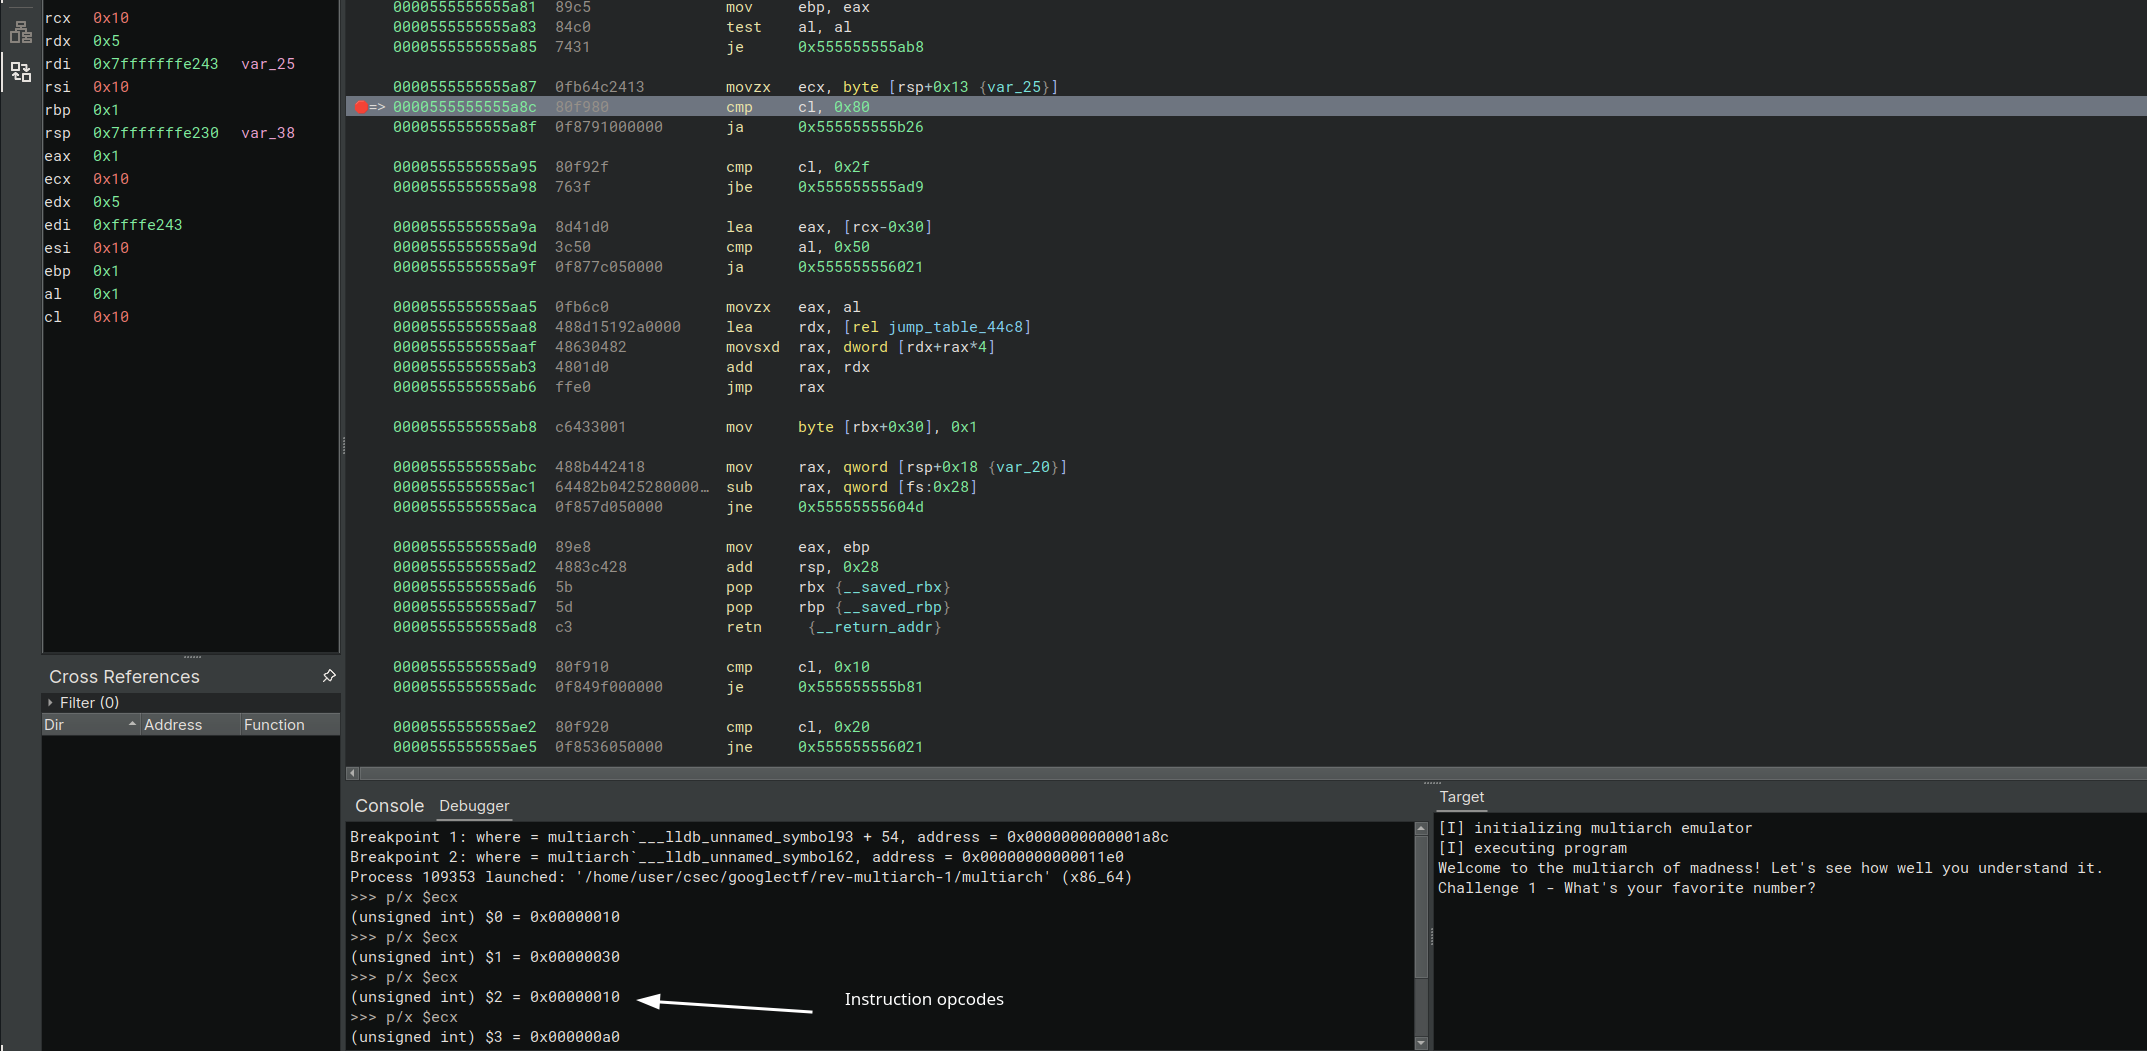 rcx 0x10
rdx 0x5
rdi 0x7fffffffe243 var_25
rsi 0x10
rbp 0x1
rsp 0x7fffffffe230 var_38
eax 0x1
ecx 0x10
edx 0x5
edi 0xffffe243
esi 0x10
ebp 0x1
al 0x1
cl 0x10
Cross References
Filter (0)
Dir Address Function
0000555555555a81 89c5 mov ebp, eax
0000555555555a83 84c0 test al, al
0000555555555a85 7431 je 0x555555555ab8
0000555555555a87 0fb64c2413 movzx ecx, byte [rsp+0x13 {var_25}]
=> 0000555555555a8c 80f980 cmp cl, 0x80
0000555555555a8f 0f8791000000 ja 0x555555555b26
0000555555555a95 80f92f cmp cl, 0x2f
0000555555555a98 763f jbe 0x555555555ad9
0000555555555a9a 8d41d0 lea eax, [rcx-0x30]
0000555555555a9d 3c50 cmp al, 0x50
0000555555555a9f 0f877c050000 ja 0x555555556021
0000555555555aa5 0fb6c0 movzx eax, al
0000555555555aa8 488d15192a0000 lea rdx, [rel jump_table_44c8]
0000555555555aaf 48630482 movsxd rax, dword [rdx+rax*4]
0000555555555ab3 4801d0 add rax, rdx
0000555555555ab6 ffe0 jmp rax
0000555555555ab8 c6433001 mov byte [rbx+0x30], 0x1
0000555555555abc 488b442418 mov rax, qword [rsp+0x18 {var_20}]
0000555555555ac1 64482b0425280000… sub rax, qword [fs:0x28]
0000555555555aca 0f857d050000 jne 0x55555555604d
0000555555555ad0 89e8 mov eax, ebp
0000555555555ad2 4883c428 add rsp, 0x28
0000555555555ad6 5b pop rbx {__saved_rbx}
0000555555555ad7 5d pop rbp {__saved_rbp}
0000555555555ad8 c3 retn {__return_addr}
0000555555555ad9 80f910 cmp cl, 0x10
0000555555555adc 0f849f000000 je 0x555555555b81
0000555555555ae2 80f920 cmp cl, 0x20
0000555555555ae5 0f8536050000 jne 0x555555556021
Console Debugger
Breakpoint 1: where = multiarch`___lldb_unnamed_symbol93 + 54, address = 0x0000000000001a8c
Breakpoint 2: where = multiarch`___lldb_unnamed_symbol62, address = 0x00000000000011e0
Process 109353 launched: '/home/user/csec/googlectf/rev-multiarch-1/multiarch' (x86_64)
>>> p/x $ecx
(unsigned int) $0 = 0x00000010
>>> p/x $ecx
(unsigned int) $1 = 0x00000030
>>> p/x $ecx
(unsigned int) $2 = 0x00000010
Instruction opcodes
>>> p/x $ecx
(unsigned int) $3 = 0x000000a0
Target
[I] initializing multiarch emulator
[I] executing program
Welcome to the multiarch of madness! Let's see how well you understand it.
Challenge 1 - What's your favorite number?